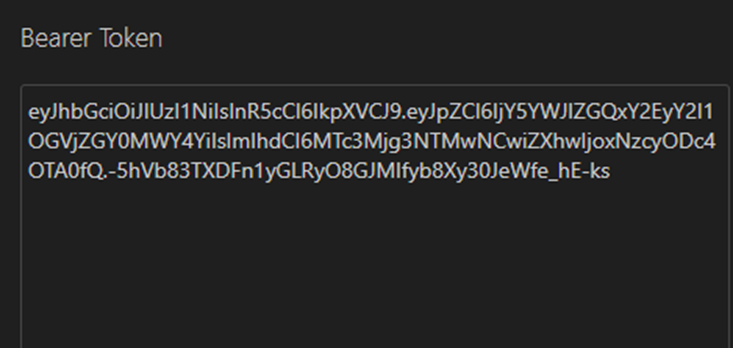 Bearer Token
eyJhbGciOiJIUzI1NiIsInR5cCI6IkpXVCJ9.eyJpZCI6IjY5YWJlZGQxY2EyY2I1
OGVjZGY0MWY4YiIsImlhdCI6MTc3Mjg3NTMwNCwiZXhwIjoxNzcyODc4
OTA0fQ.-5hVb83TXDFn1yGLRyO8GJMIfyb8Xy30JeWfe_hE-ks